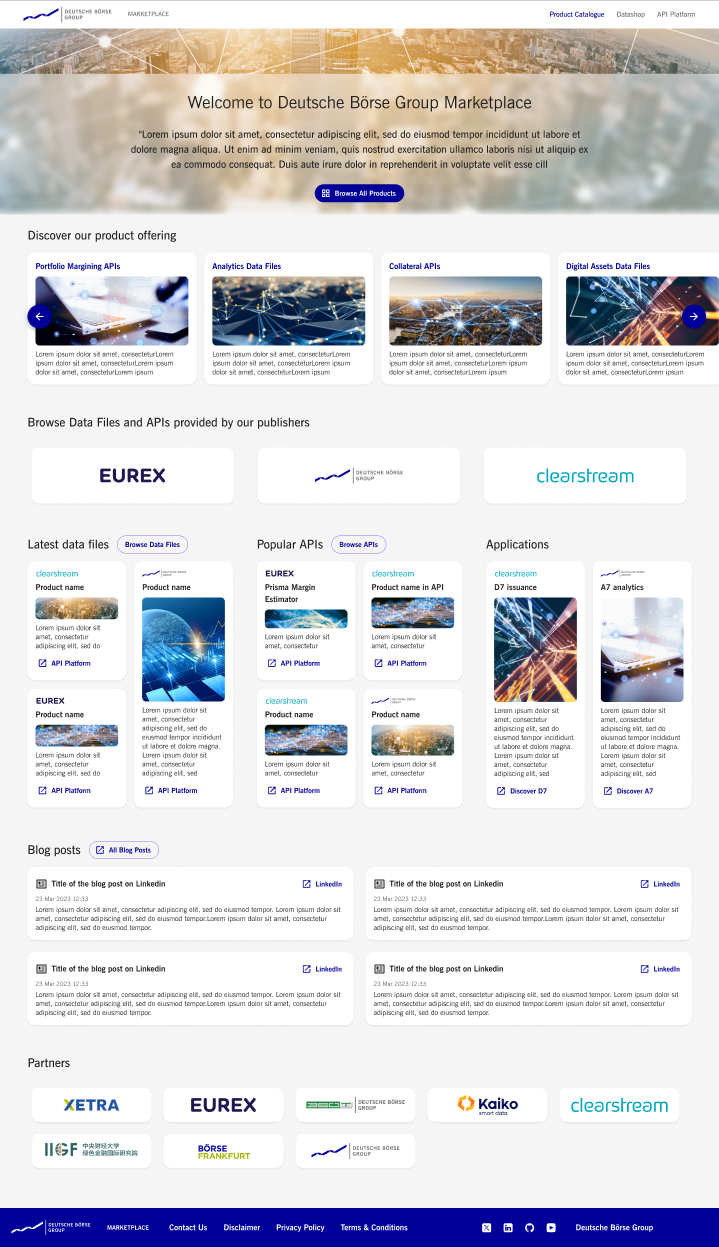 DEUTSCHE BÖRSE
GROUP
MARKETPLACE
Product Catalogue
Datashop
API Platform
Welcome to Deutsche Börse Group Marketplace
"Lorem ipsum dolor sit amet, consectetur adipiscing elit, sed do eiusmod tempor incididunt ut labore et
dolore magna aliqua. Ut enim ad minim veniam, quis nostrud exercitation ullamco laboris nisi ut aliquip ex
ea commodo consequat. Duis aute irure dolor in reprehenderit in voluptate velit esse cill
Browse All Products
Discover our product offering
Portfolio Margining APIs
Lorem ipsum dolor sit amet, consecteturLorem
ipsum dolor sit amet, consecteturLorem ipsum
dolor sit amet, consecteturLorem ipsum
Analytics Data Files
Lorem ipsum dolor sit amet, consecteturLorem
ipsum dolor sit amet, consecteturLorem ipsum
dolor sit amet, consecteturLorem ipsum
Collateral APIs
Lorem ipsum dolor sit amet, consecteturLorem
ipsum dolor sit amet, consecteturLorem ipsum
dolor sit amet, consecteturLorem ipsum
Digital Assets Data Files
Lorem ipsum dolor sit amet, consecteturLorem
ipsum dolor sit amet, consecteturLorem ipsum
dolor sit amet, consecteturLorem ipsum
Browse Data Files and APIs provided by our publishers
EUREX
DEUTSCHE BÖRSE
GROUP
clearstream
Latest data files
Browse Data Files
clearstream
Product name
Lorem ipsum dolor sit
amet, consectetur
adipiscing elit, sed do
API Platform
EUREX
Product name
Lorem ipsum dolor sit
amet, consectetur
adipiscing elit, sed do
API Platform
DEUTSCHE BÖRSE
GROUP
Product name
Lorem ipsum dolor sit
amet, consectetur
adipiscing elit, sed do
eiusmod tempor incididunt
ut labore et dolore magna.
Lorem ipsum dolor sit
amet, consectetur
adipiscing elit, sed
API Platform
Popular APIs
Browse APIs
EUREX
Prisma Margin
Estimator
Lorem ipsum dolor sit
amet, consectetur
API Platform
clearstream
Product name in API
Lorem ipsum dolor sit
amet, consectetur
API Platform
clearstream
Product name
Lorem ipsum dolor sit
amet, consectetur
API Platform
DEUTSCHE BÖRSE
GROUP
Product name
Lorem ipsum dolor sit
amet, consectetur
API Platform
Applications
clearstream
D7 issuance
Lorem ipsum dolor sit
amet, consectetur
adipiscing elit, sed do
eiusmod tempor incididunt
ut labore et dolore magna.
Lorem ipsum dolor sit
amet, consectetur
adipiscing elit, sed
Discover D7
DEUTSCHE BÖRSE
GROUP
A7 analytics
Lorem ipsum dolor sit
amet, consectetur
adipiscing elit, sed do
eiusmod tempor incididunt
ut labore et dolore magna.
Lorem ipsum dolor sit
amet, consectetur
adipiscing elit, sed
Discover A7
Blog posts
All Blog Posts
Title of the blog post on Linkedin
LinkedIn
23 Mar 2023 12:33
Lorem ipsum dolor sit amet, consectetur adipiscing elit, sed do eiusmod tempor. Lorem ipsum dolor sit
amet, consectetur adipiscing elit, sed do eiusmod tempor.Lorem ipsum dolor sit amet, consectetur
adipiscing elit, sed do eiusmod tempor.
Title of the blog post on Linkedin
LinkedIn
23 Mar 2023 12:33
Lorem ipsum dolor sit amet, consectetur adipiscing elit, sed do eiusmod tempor. Lorem ipsum dolor sit
amet, consectetur adipiscing elit, sed do eiusmod tempor.Lorem ipsum dolor sit amet, consectetur
adipiscing elit, sed do eiusmod tempor.
Title of the blog post on Linkedin
LinkedIn
23 Mar 2023 12:33
Lorem ipsum dolor sit amet, consectetur adipiscing elit, sed do eiusmod tempor. Lorem ipsum dolor sit
amet, consectetur adipiscing elit, sed do eiusmod tempor.Lorem ipsum dolor sit amet, consectetur
adipiscing elit, sed do eiusmod tempor.
Title of the blog post on Linkedin
LinkedIn
23 Mar 2023 12:33
Lorem ipsum dolor sit amet, consectetur adipiscing elit, sed do eiusmod tempor. Lorem ipsum dolor sit
amet, consectetur adipiscing elit, sed do eiusmod tempor.Lorem ipsum dolor sit amet, consectetur
adipiscing elit, sed do eiusmod tempor.
Partners
XETRA
EUREX
DEUTSCHE BÖRSE
GROUP
Kaiko
smart data
clearstream
IIGF
中央财经大学
绿色金融国际研究院
BÖRSE
FRANKFURT
DEUTSCHE BÖRSE
GROUP
DEUTSCHE BÖRSE
GROUP
MARKETPLACE
Contact Us
Disclaimer
Privacy Policy
Terms & Conditions
Deutsche Börse Group